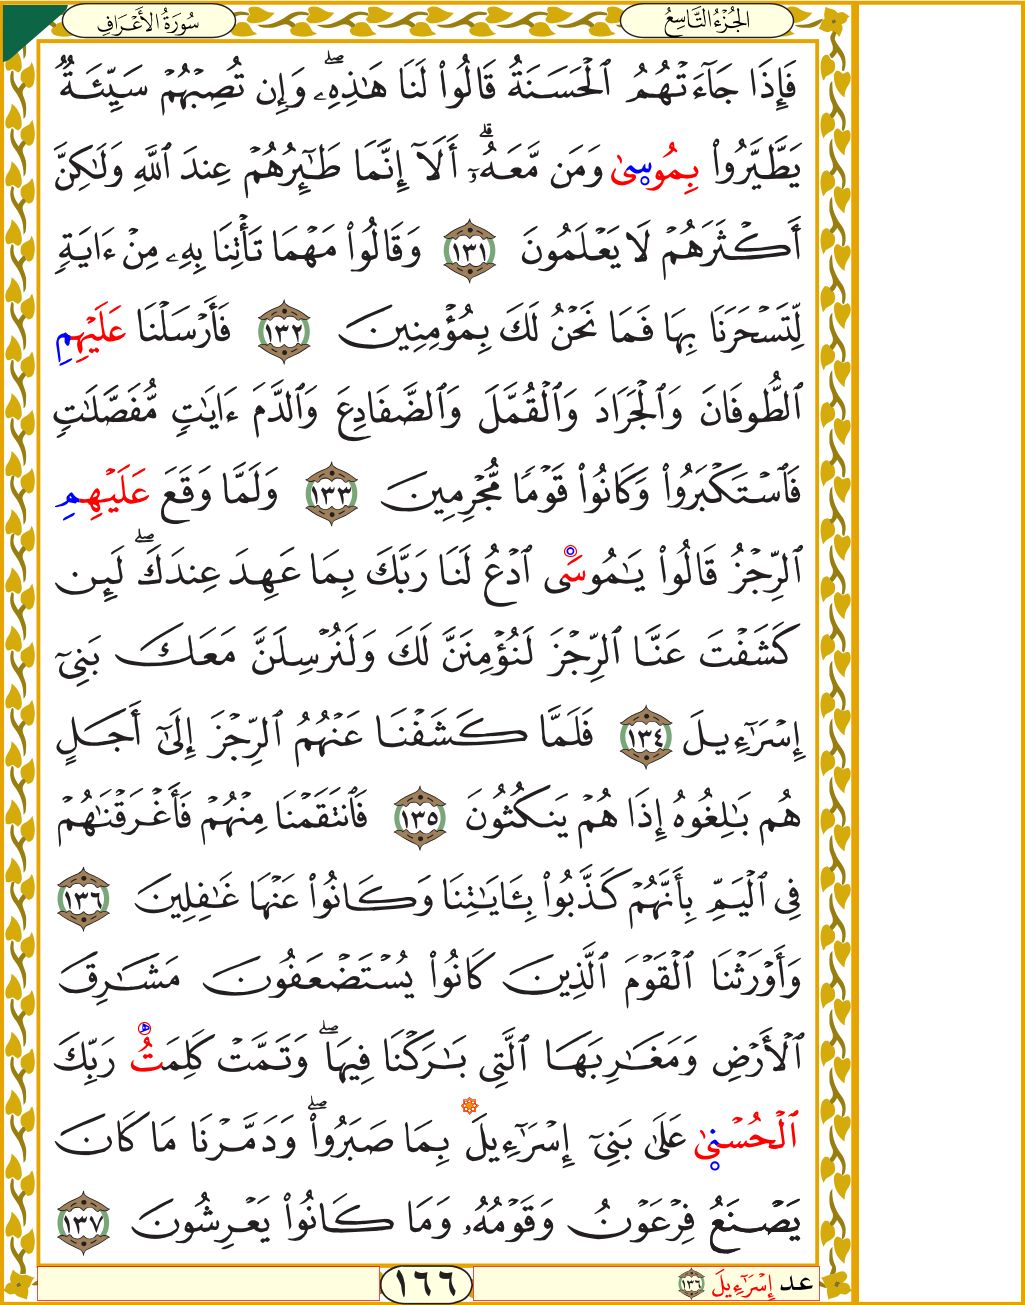 سُورَةُ الأَعْرَافِ
الجُزْءُ التَّاسِعُ
فَإِذَا جَآءَتْهُمُ ٱلْحَسَنَةُ قَالُوا۟ لَنَا هَـٰذِهِۦۖ وَإِن تُصِبْهُمْ سَيِّئَةٌۭ
يَطَّيَّرُوا۟ بِمُوسىٰ وَمَن مَّعَهُۥٓۗ أَلَآ إِنَّمَا طَـٰٓئِرُهُمْ عِندَ ٱللَّهِ وَلَـٰكِنَّ
أَكْثَرَهُمْ لَا يَعْلَمُونَ ١٣١ وَقَالُوا۟ مَهْمَا تَأْتِنَا بِهِۦ مِنْ ءَايَةٍۢ
لِّتَسْحَرَنَا بِهَا فَمَا نَحْنُ لَكَ بِمُؤْمِنِينَ ١٣٢ فَأَرْسَلْنَا عَلَيْهِمِ
ٱلطُّوفَانَ وَٱلْجَرَادَ وَٱلْقُمَّلَ وَٱلضَّفَادِعَ وَٱلدَّمَ ءَايَـٰتٍۢ مُّفَصَّلَـٰتٍۢ
فَٱسْتَكْبَرُوا۟ وَكَانُوا۟ قَوْمًۭا مُّجْرِمِينَ ١٣٣ وَلَمَّا وَقَعَ عَلَيْهِمِ
ٱلرِّجْزُ قَالُوا۟ يَـٰمُوسَى ٱدْعُ لَنَا رَبَّكَ بِمَا عَهِدَ عِندَكَۖ لَئِن
كَشَفْتَ عَنَّا ٱلرِّجْزَ لَنُؤْمِنَنَّ لَكَ وَلَنُرْسِلَنَّ مَعَكَ بَنِىٓ
إِسْرَٰٓءِيلَ ١٣٤ فَلَمَّا كَشَفْنَا عَنْهُمُ ٱلرِّجْزَ إِلَىٰٓ أَجَلٍ
هُم بَـٰلِغُوهُ إِذَا هُمْ يَنكُثُونَ ١٣٥ فَٱنتَقَمْنَا مِنْهُمْ فَأَغْرَقْنَـٰهُمْ
فِى ٱلْيَمِّ بِأَنَّهُمْ كَذَّبُوا۟ بِـَٔايَـٰتِنَا وَكَانُوا۟ عَنْهَا غَـٰفِلِينَ ١٣٦
وَأَوْرَثْنَا ٱلْقَوْمَ ٱلَّذِينَ كَانُوا۟ يُسْتَضْعَفُونَ مَشَـٰرِقَ
ٱلْأَرْضِ وَمَغَـٰرِبَهَا ٱلَّتِى بَـٰرَكْنَا فِيهَاۖ وَتَمَّتْ كَلِمَتُ رَبِّكَ
ٱلْحُسْنىٰ عَلَىٰ بَنِىٓ إِسْرَٰٓءِيلَ بِمَا صَبَرُوا۟ۖ وَدَمَّرْنَا مَا كَانَ
يَصْنَعُ فِرْعَوْنُ وَقَوْمُهُۥ وَمَا كَانُوا۟ يَعْرِشُونَ ١٣٧
عد إِسْرَٰٓءِيلَ ١٣٦
١٦٦